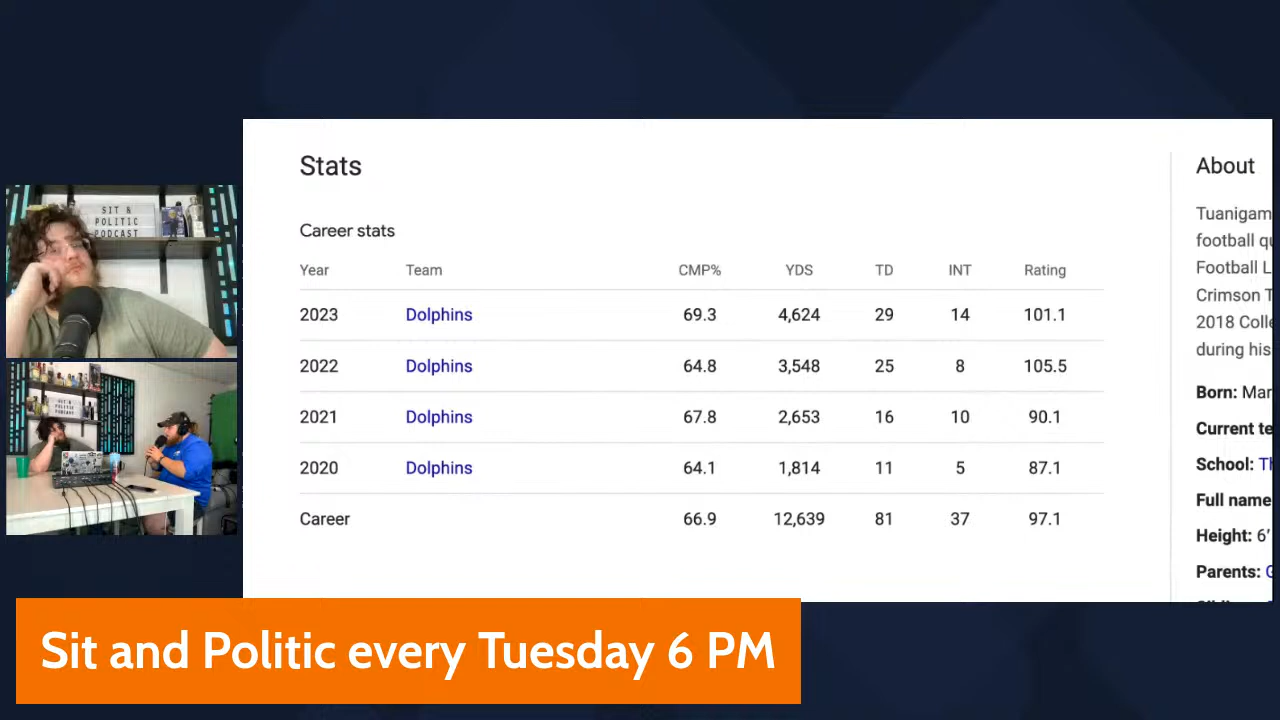 SIT &
POLITIC
PODCAST
SIT &
POLITIC
PODCAST
Stats
Career stats
Year Team CMP% YDS TD INT Rating
2023 Dolphins 69.3 4,624 29 14 101.1
2022 Dolphins 64.8 3,548 25 8 105.5
2021 Dolphins 67.8 2,653 16 10 90.1
2020 Dolphins 64.1 1,814 11 5 87.1
Career 66.9 12,639 81 37 97.1
About
Tuanigam
football qu
Football L
Crimson T
2018 Colle
during his
Born: Mar
Current te
School: Th
Full name
Height: 6'
Parents: G
Sit and Politic every Tuesday 6 PM